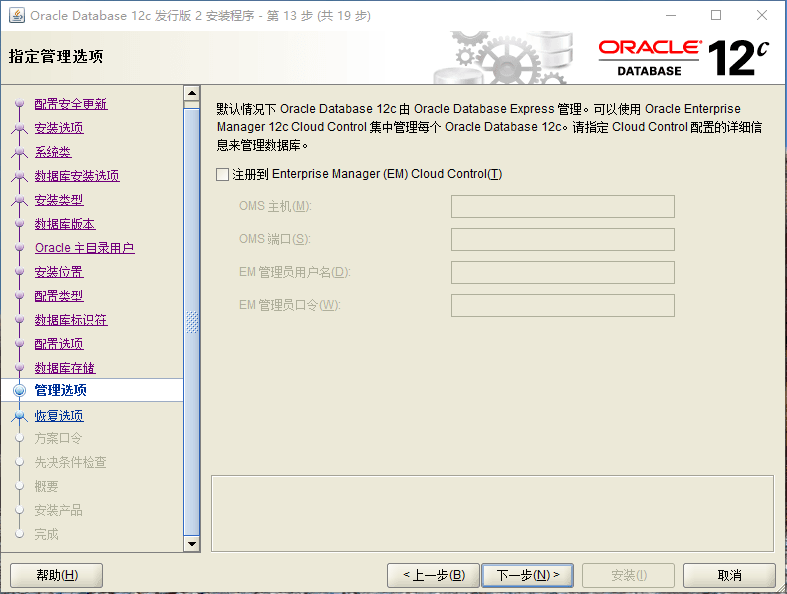 Oracle Database 12c 发行版 2 安装程序 - 第 13 步 (共 19 步)
指定管理选项
ORACLE
DATABASE
12c
配置安全更新
安装选项
系统类
数据库安装选项
安装类型
数据库版本
Oracle 主目录用户
安装位置
配置类型
数据库标识符
配置选项
数据库存储
管理选项
恢复选项
方案口令
先决条件检查
概要
安装产品
完成
默认情况下 Oracle Database 12c 由 Oracle Database Express 管理。可以使用 Oracle Enterprise
Manager 12c Cloud Control 集中管理每个 Oracle Database 12c。请指定 Cloud Control 配置的详细信
息来管理数据库。
注册到 Enterprise Manager (EM) Cloud Control(T)
OMS 主机(M):
OMS 端口(S):
EM 管理员用户名(D):
EM 管理员口令(W):
帮助(H)
< 上一步(B)
下一步(N) >
安装(I)
取消